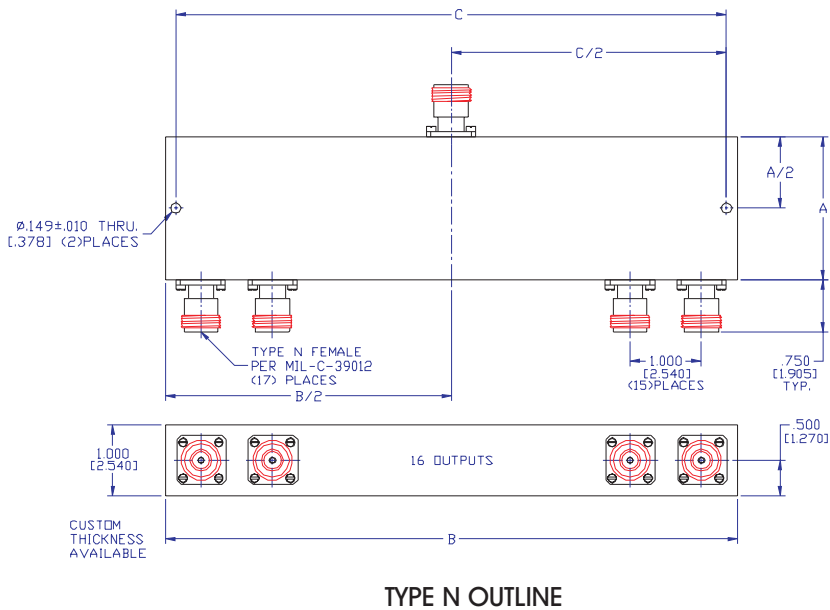 C
C/2
A/2
A
Ø.149±.010 THRU.
[.378] (2)PLACES
TYPE N FEMALE
PER MIL-C-39012
(17) PLACES
B/2
1.000
[2.540]
(15)PLACES
.750
[1.905]
TYP.
1.000
[2.540]
16 OUTPUTS
.500
[1.270]
CUSTOM
THICKNESS
AVAILABLE
B
TYPE N OUTLINE